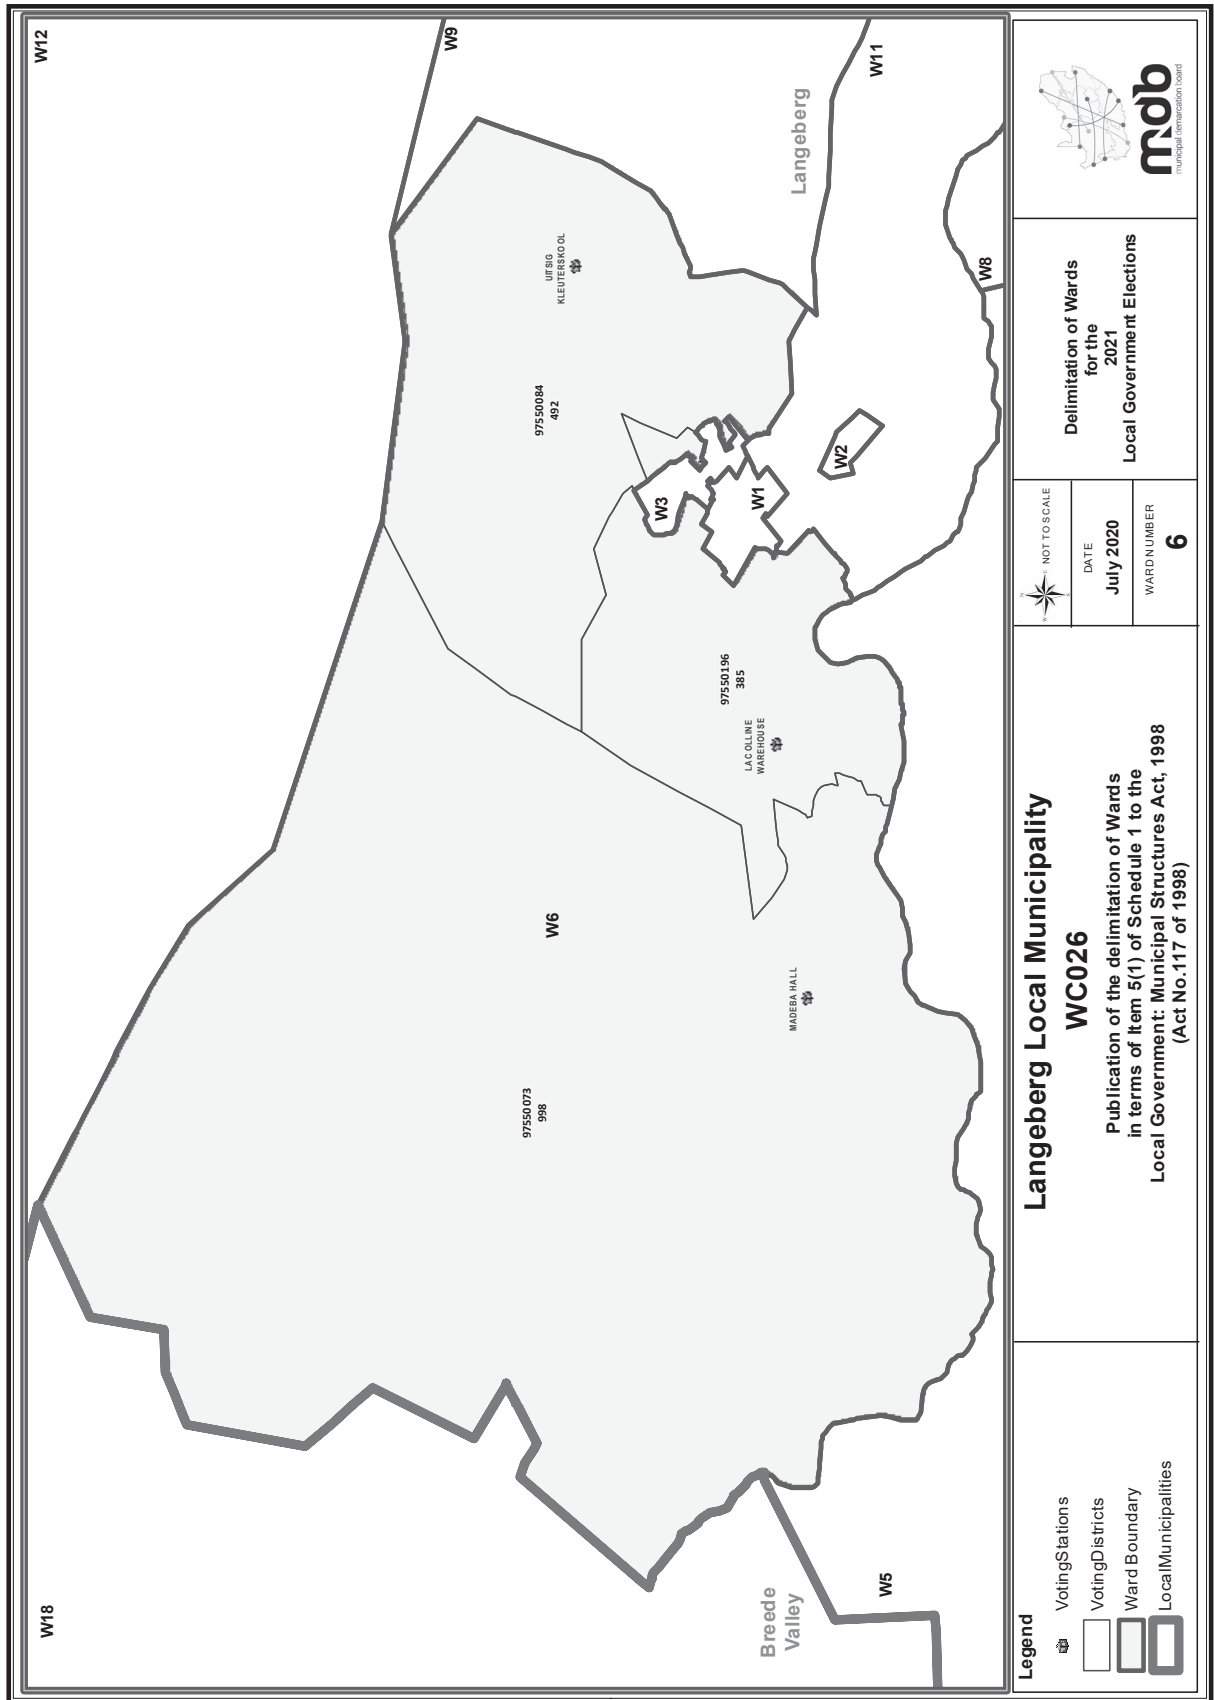 W18
W12
W9
W11
Langeberg
UITSIG
KLEUTERSKOOL
97550084
492
W3
W1
W2
W8
97550196
385
LA COLLINE
WAREHOUSE
W6
MADEBA HALL
97550073
998
Breede
Valley
W5
Legend
VotingStations
VotingDistricts
Ward Boundary
LocalMunicipalities
Langeberg Local Municipality
WC026
Publication of the delimitation of Wards
in terms of Item 5(1) of Schedule 1 to the
Local Government: Municipal Structures Act, 1998
(Act No.117 of 1998)
N
W
E
S
NOT TO SCALE
DATE
July 2020
WARD NUMBER
6
Delimitation of Wards
for the
2021
Local Government Elections
mdb
municipal demarcation board